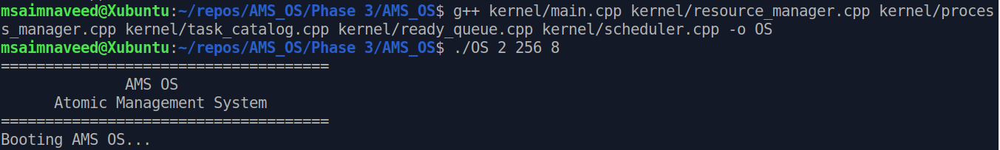 msaimnaveed@Xubuntu:~/repos/AMS_OS/Phase 3/AMS_OS$ g++ kernel/main.cpp kernel/resource_manager.cpp kernel/proces
s_manager.cpp kernel/task_catalog.cpp kernel/ready_queue.cpp kernel/scheduler.cpp -o OS
msaimnaveed@Xubuntu:~/repos/AMS_OS/Phase 3/AMS_OS$ ./OS 2 256 8
=====================================
AMS OS
Atomic Management System
=====================================
Booting AMS OS...